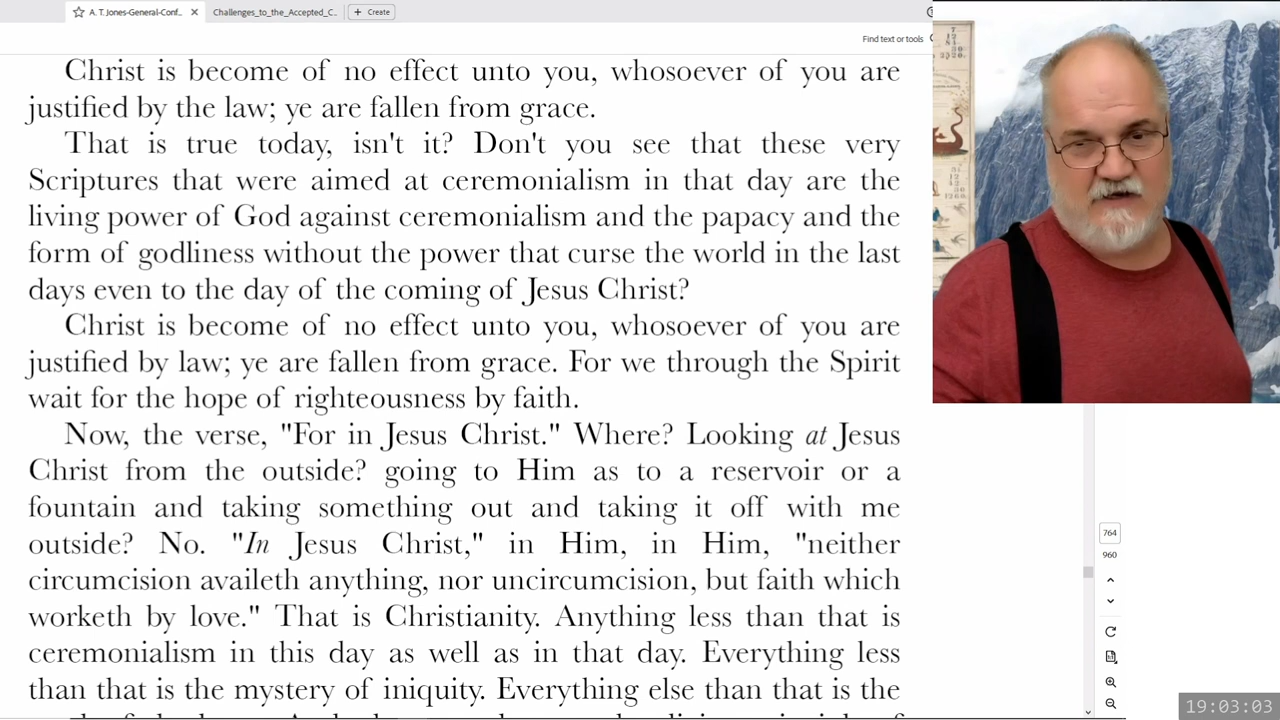 A. T. Jones-General-Conf...
Challenges_to_the_Accepted_C...
+ Create
Find text or tools
Christ is become of no effect unto you, whosoever of you are
justified by the law; ye are fallen from grace.
That is true today, isn't it? Don't you see that these very
Scriptures that were aimed at ceremonialism in that day are the
living power of God against ceremonialism and the papacy and the
form of godliness without the power that curse the world in the last
days even to the day of the coming of Jesus Christ?
Christ is become of no effect unto you, whosoever of you are
justified by law; ye are fallen from grace. For we through the Spirit
wait for the hope of righteousness by faith.
Now, the verse, "For in Jesus Christ." Where? Looking at Jesus
Christ from the outside? going to Him as to a reservoir or a
fountain and taking something out and taking it off with me
outside? No. "In Jesus Christ," in Him, in Him, "neither
circumcision availeth anything, nor uncircumcision, but faith which
worketh by love." That is Christianity. Anything less than that is
ceremonialism in this day as well as in that day. Everything less
than that is the mystery of iniquity. Everything else than that is the
764
960
19:03:03